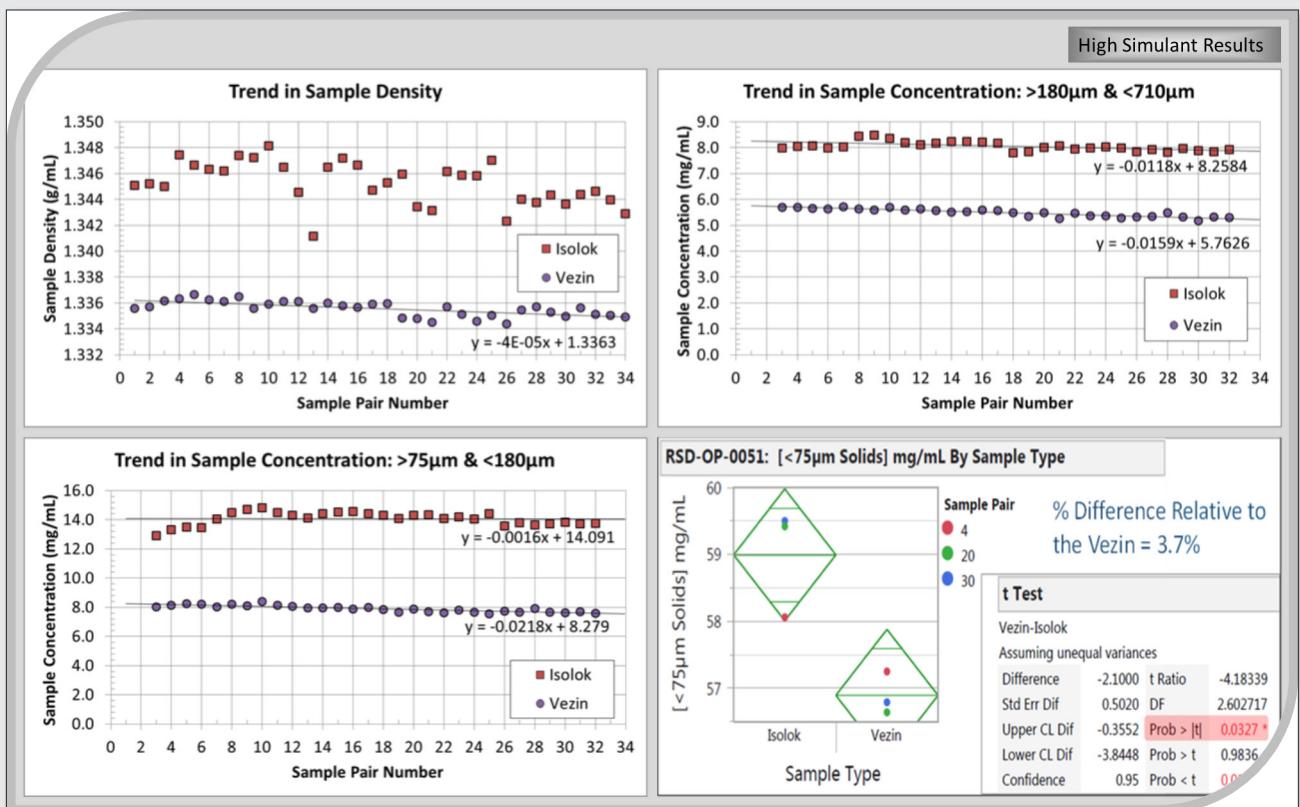 High Simulant Results
Trend in Sample Density
Sample Density (g/mL)
1.350
1.348
1.346
1.344
1.342
1.340
1.338
1.336
1.334
1.332
Isolok
Vezin
y = -4E-05x + 1.3363
0 2 4 6 8 10 12 14 16 18 20 22 24 26 28 30 32 34
Sample Pair Number
Trend in Sample Concentration: >180µm & <710µm
Sample Concentration (mg/mL)
9.0
8.0
7.0
6.0
5.0
4.0
3.0
2.0
1.0
0.0
y = -0.0118x + 8.2584
y = -0.0159x + 5.7626
Isolok
Vezin
0 2 4 6 8 10 12 14 16 18 20 22 24 26 28 30 32 34
Sample Pair Number
Trend in Sample Concentration: >75µm & <180µm
Sample Concentration (mg/mL)
16.0
14.0
12.0
10.0
8.0
6.0
4.0
2.0
0.0
y = -0.0016x + 14.091
y = -0.0218x + 8.279
Isolok
Vezin
0 2 4 6 8 10 12 14 16 18 20 22 24 26 28 30 32 34
Sample Pair Number
RSD-OP-0051: [<75µm Solids] mg/mL By Sample Type
[<75µm Solids] mg/mL
60
59
58
57
Isolok Vezin
Sample Type
Sample Pair
4
20
30
% Difference Relative to
the Vezin = 3.7%
t Test
Vezin-Isolok
Assuming unequal variances
Difference -2.1000 t Ratio -4.18339
Std Err Dif 0.5020 DF 2.602717
Upper CL Dif -0.3552 Prob > |t| 0.0327 *
Lower CL Dif -3.8448 Prob > t 0.9836
Confidence 0.95 Prob < t